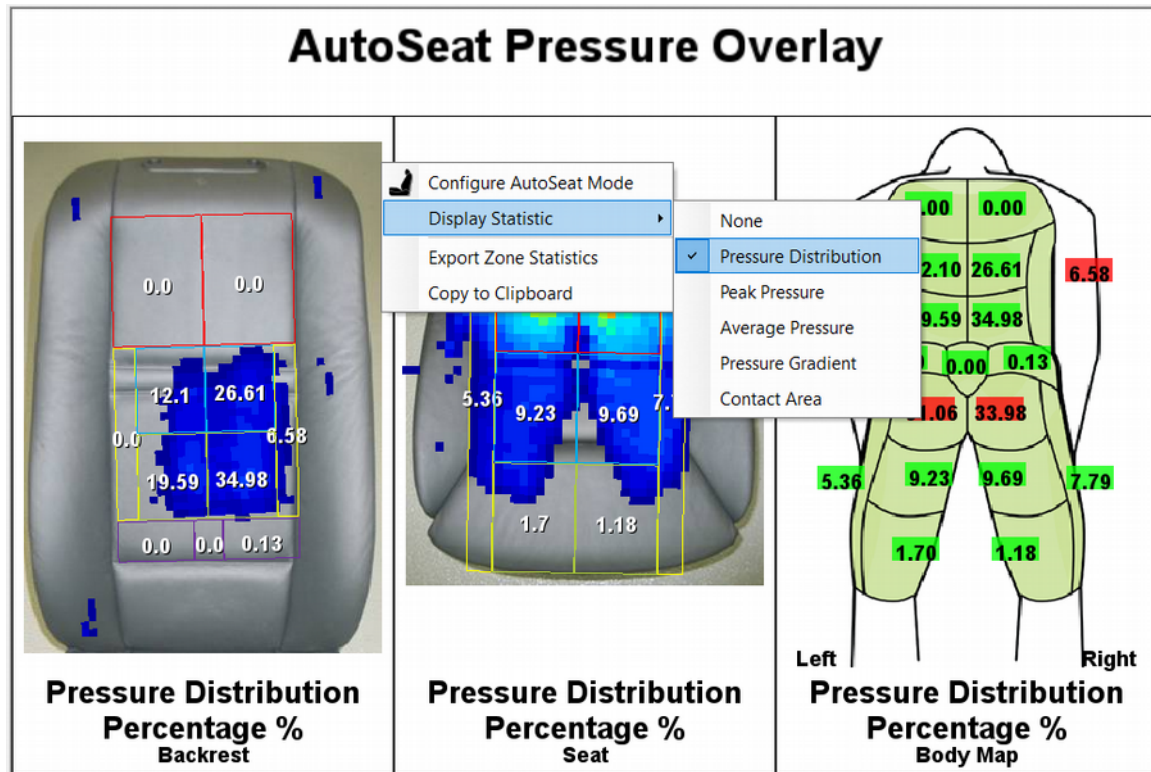 AutoSeat Pressure Overlay
0.0 0.0
12.1 26.61
0.0 6.58
19.59 34.98
0.0 0.0 0.13
Pressure Distribution
Percentage %
Backrest
Configure AutoSeat Mode
Display Statistic
Export Zone Statistics
Copy to Clipboard
None
Pressure Distribution
Peak Pressure
Average Pressure
Pressure Gradient
Contact Area
5.36 9.23 9.69
1.7 1.18
Pressure Distribution
Percentage %
Seat
.00 0.00
2.10 26.61 6.58
.59 34.98
0.00 0.13
.06 33.98
5.36 9.23 9.69 7.79
1.70 1.18
Left Right
Pressure Distribution
Percentage %
Body Map